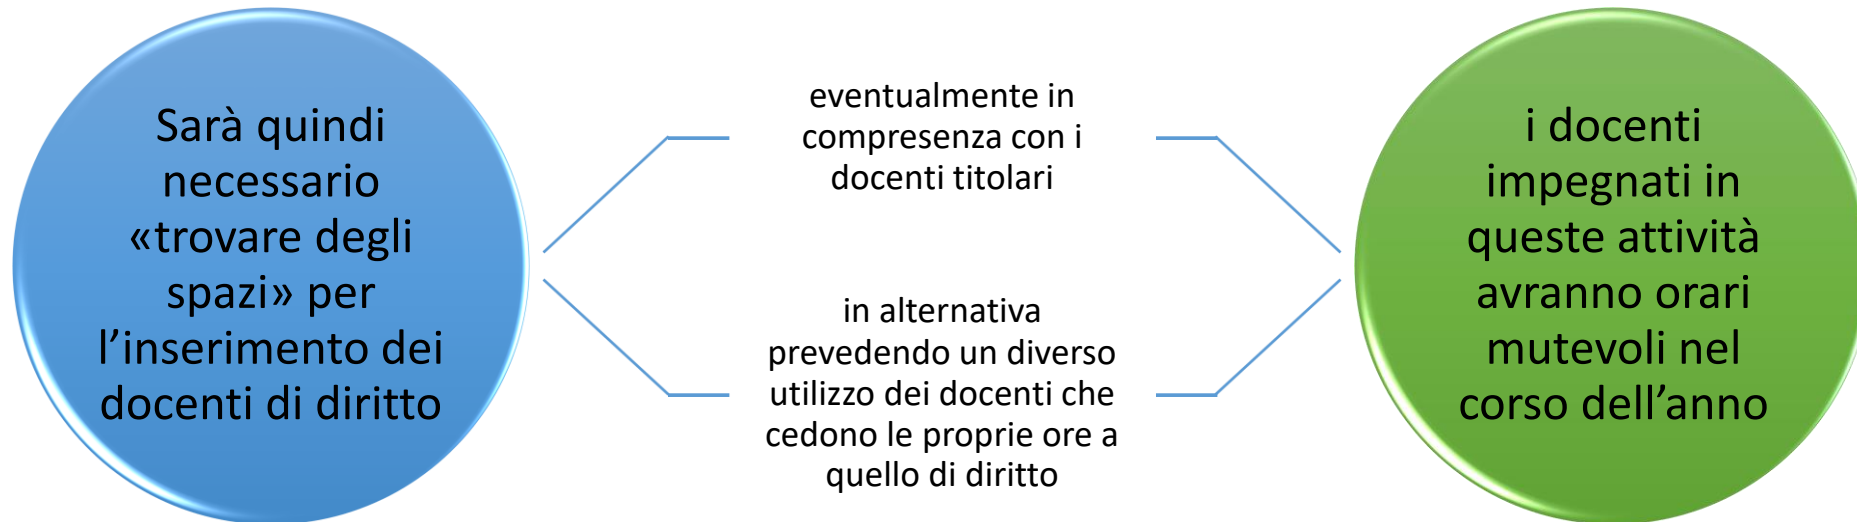 Sarà quindi
necessario
«trovare degli
spazi» per
l’inserimento dei
docenti di diritto
eventualmente in
compresenza con i
docenti titolari
in alternativa
prevedendo un diverso
utilizzo dei docenti che
cedono le proprie ore a
quello di diritto
i docenti
impegnati in
queste attività
avranno orari
mutevoli nel
corso dell’anno